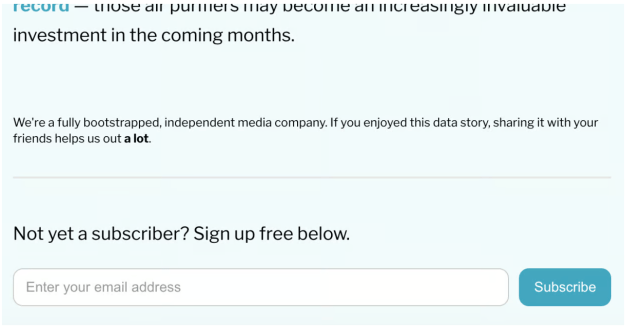 record — those air purifiers may become an increasingly invaluable
investment in the coming months.
We're a fully bootstrapped, independent media company. If you enjoyed this data story, sharing it with your
friends helps us out a lot.
Not yet a subscriber? Sign up free below.
Enter your email address
Subscribe